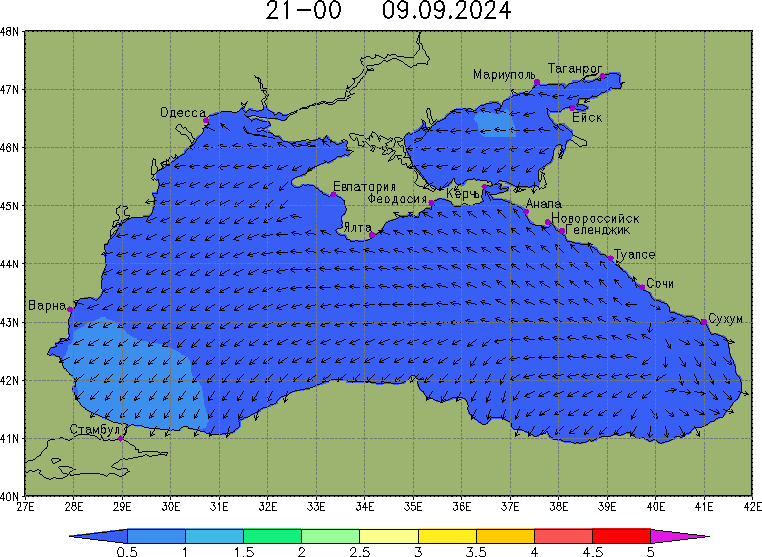 21-00 09.09.2024
48N
Таганрог
Мариуполь
47N
Одесса
Ейск
46N
Евпатория
Керчь
Феодосия
Анапа
45N
Новороссийск
Ялта
Геленджик
Туапсе
44N
Сочи
Варна
Сухум
43N
42N
Стамбул
41N
40N
27E 28E 29E 30E 31E 32E 33E 34E 35E 36E 37E 38E 39E 40E 41E 42E
0.5 1 1.5 2 2.5 3 3.5 4 4.5 5